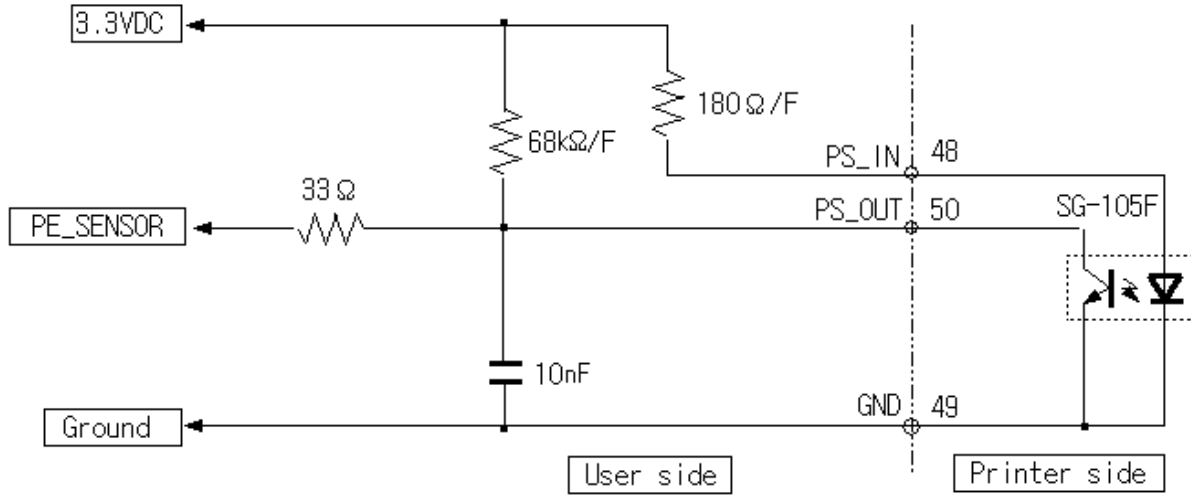 3.3VDC
180Ω/F
68kΩ/F
PS_IN 48
33Ω
PE_SENSOR
PS_OUT 50
SG-105F
10nF
GND 49
Ground
User side
Printer side